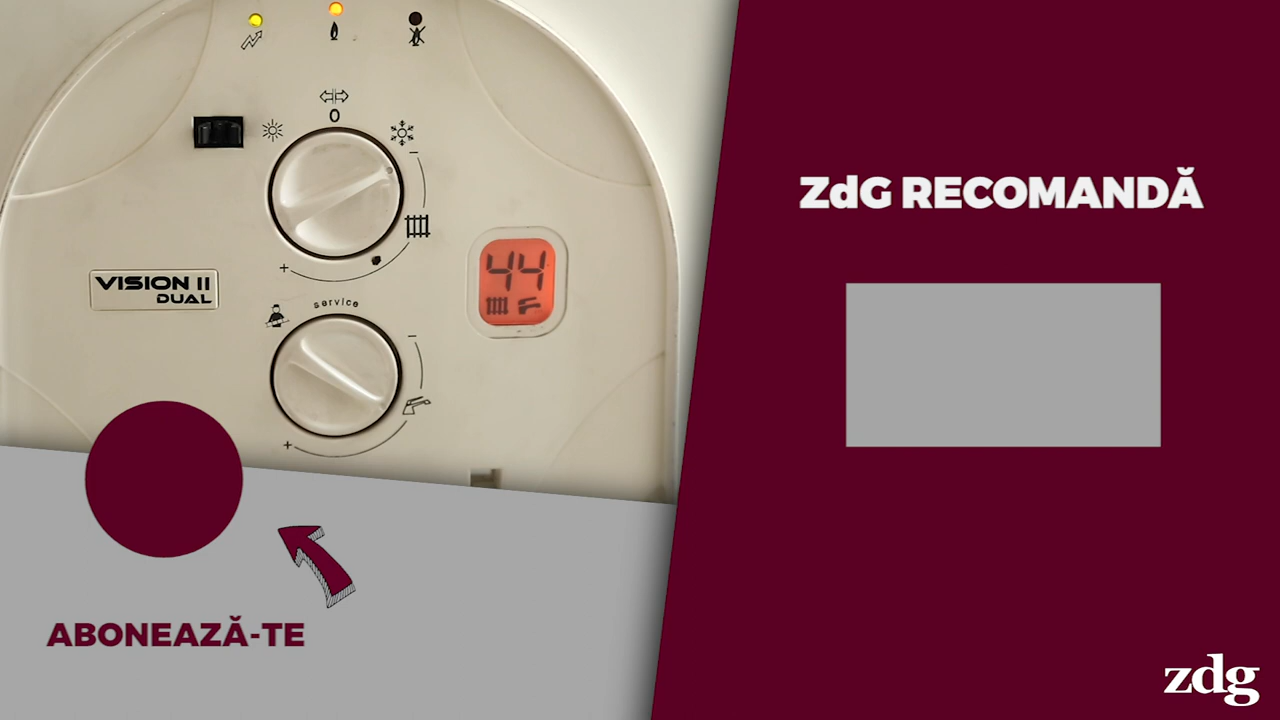 0
VISION II
DUAL
service
44
ZdG RECOMANDĂ
ABONEAZĂ-TE
zdg